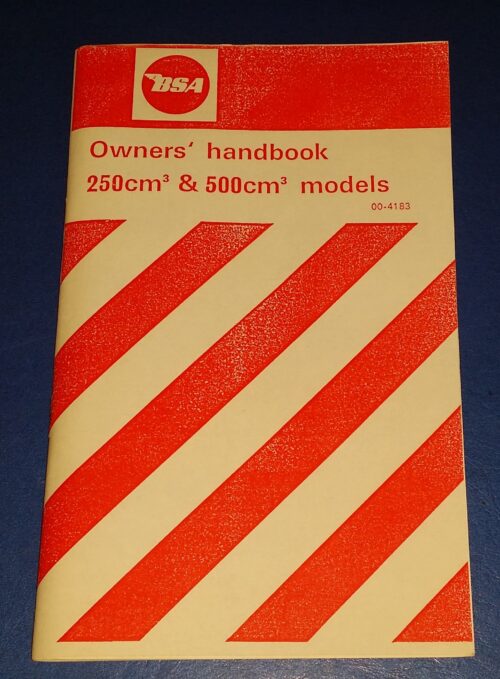 BSA
Owners' handbook
250cm³ & 500cm³ models
00-4183